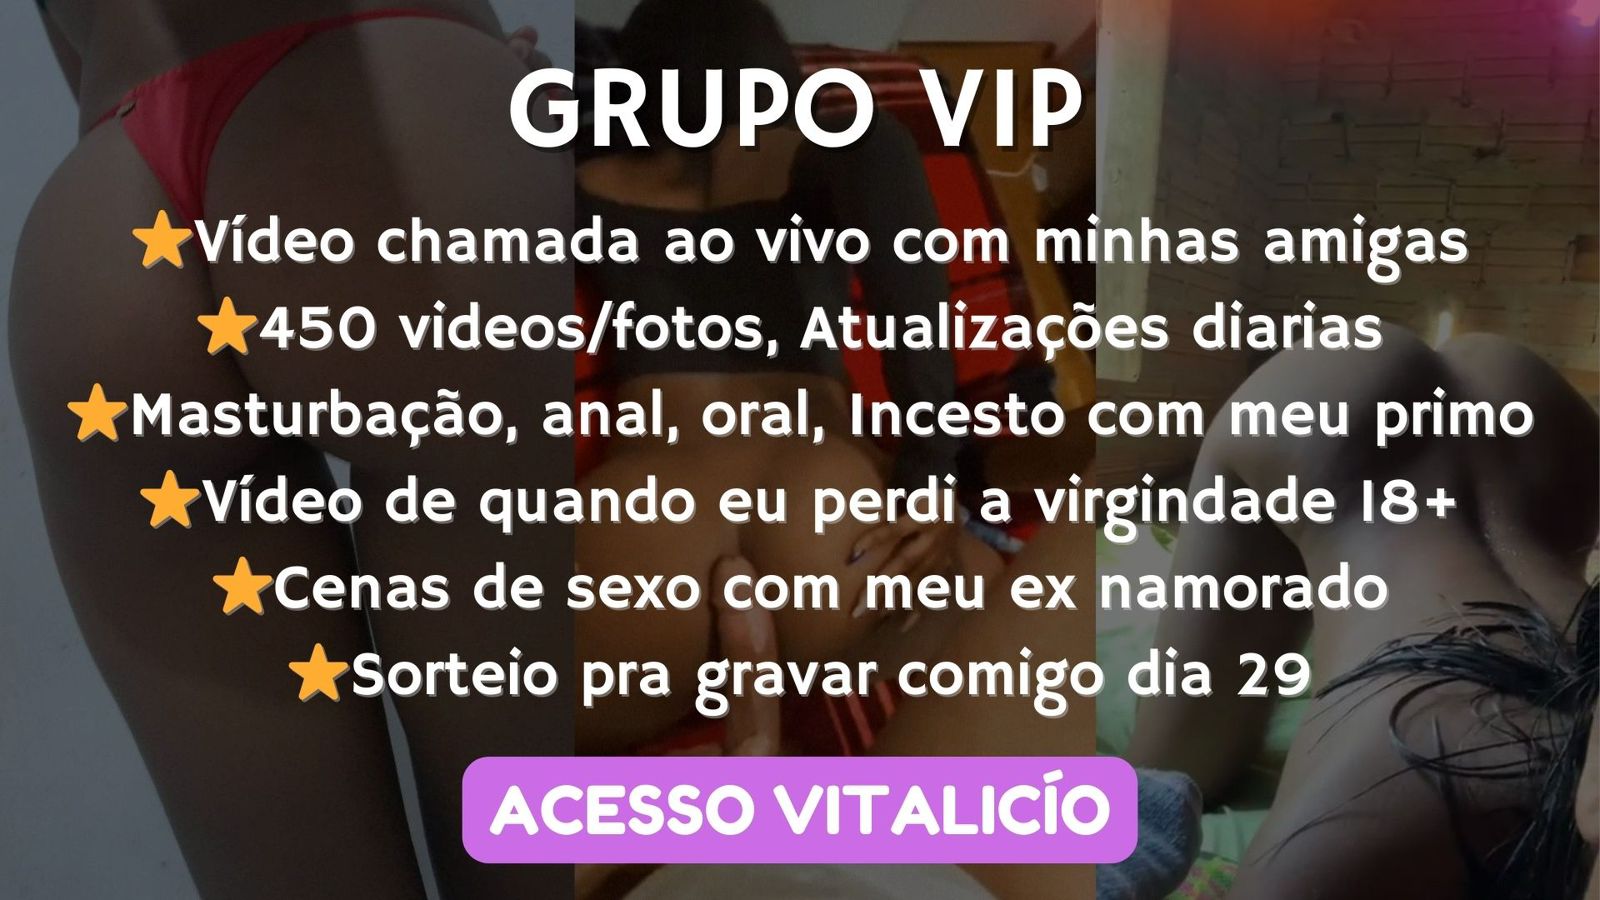 GRUPO VIP
⭐Vídeo chamada ao vivo com minhas amigas
⭐450 videos/fotos, Atualizações diarias
⭐Masturbação, anal, oral, Incesto com meu primo
⭐Vídeo de quando eu perdi a virgindade 18+
⭐Cenas de sexo com meu ex namorado
⭐Sorteio pra gravar comigo dia 29
ACESSO VITALICÍO